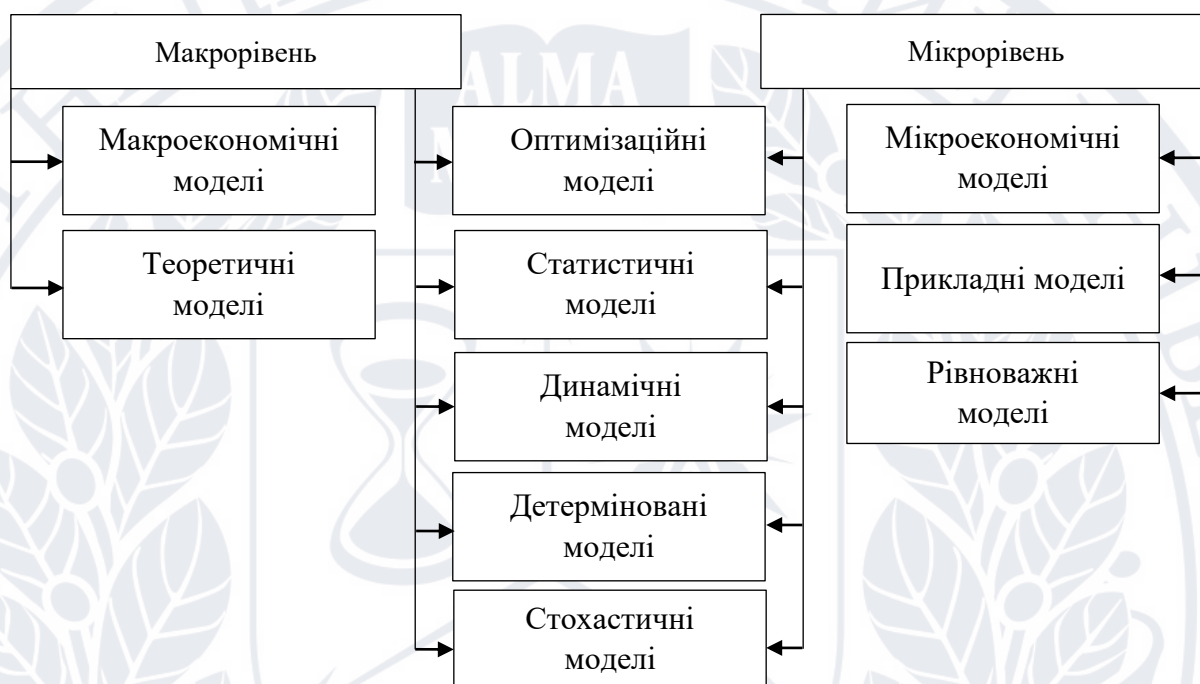 Макрорівень
Мікрорівень
Макроекономічні
моделі
Теоретичні
моделі
Оптимізаційні
моделі
Статистичні
моделі
Динамічні
моделі
Детерміновані
моделі
Стохастичні
моделі
Мікроекономічні
моделі
Прикладні моделі
Рівноважні
моделі
ALMA